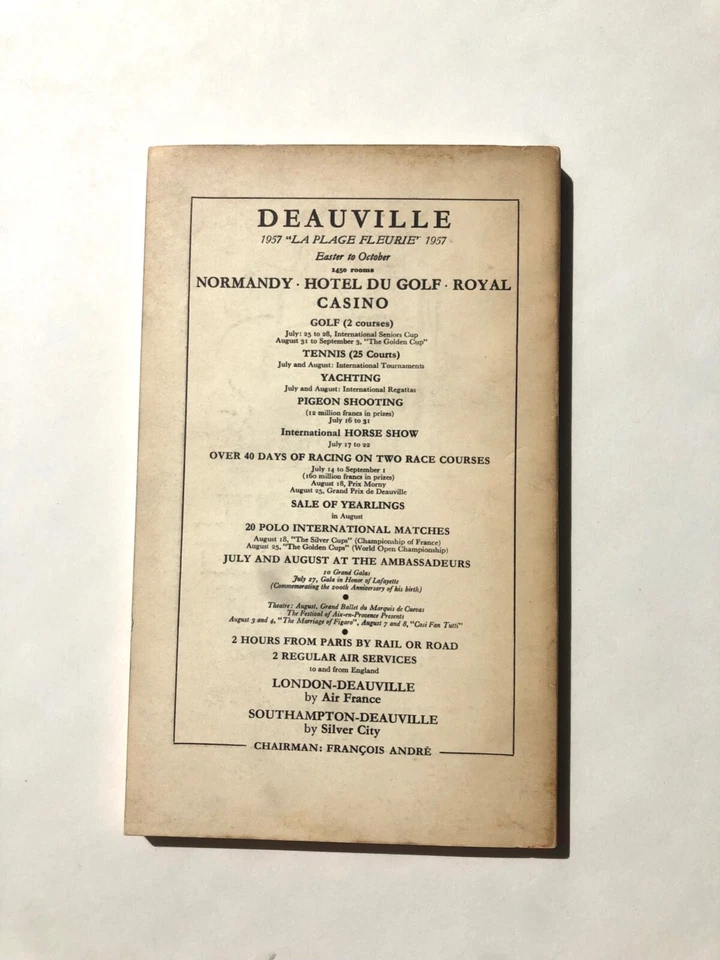 DEAUVILLE
1957 "LA PLAGE FLEURIE" 1957
Easter to October
1450 rooms
NORMANDY · HOTEL DU GOLF · ROYAL
CASINO
GOLF (2 courses)
July: 25 to 28, International Seniors Cup
August 31 to September 3, "The Golden Cup"
TENNIS (25 Courts)
July and August: International Tournaments
YACHTING
July and August: International Regattas
PIGEON SHOOTING
(12 million francs in prizes)
July 16 to 31
International HORSE SHOW
July 17 to 22
OVER 40 DAYS OF RACING ON TWO RACE COURSES
July 14 to September 1
(160 million francs in prizes)
August 18, Prix Morny
August 25, Grand Prix de Deauville
SALE OF YEARLINGS
in August
20 POLO INTERNATIONAL MATCHES
August 18, "The Silver Cups" (Championship of France)
August 25, "The Golden Cups" (World Open Championship)
JULY AND AUGUST AT THE AMBASSADEURS
10 Grand Galas
July 27, Gala in Honor of Lafayette
(Commemorating the 200th Anniversary of his birth)
Theatre: August, Grand Ballet du Marquis de Cuevas
The Festival of Aix-en-Provence Presents
August 3 and 4, "The Marriage of Figaro", August 7 and 8, "Cosi Fan Tutti"
2 HOURS FROM PARIS BY RAIL OR ROAD
2 REGULAR AIR SERVICES
to and from England
LONDON-DEAUVILLE
by Air France
SOUTHAMPTON-DEAUVILLE
by Silver City
CHAIRMAN: FRANÇOIS ANDRÉ